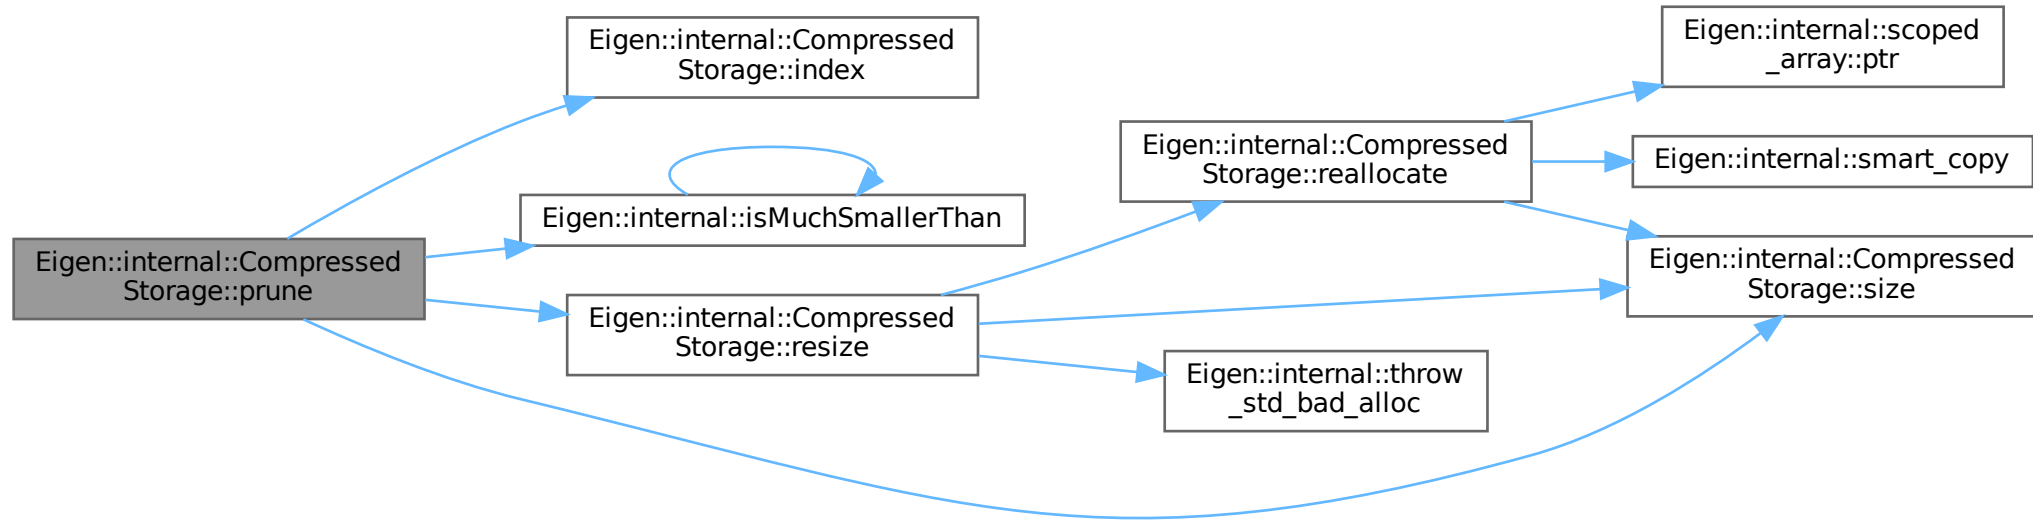 Eigen::internal::Compressed
Storage::prune
Eigen::internal::Compressed
Storage::index
Eigen::internal::isMuchSmallerThan
Eigen::internal::Compressed
Storage::resize
Eigen::internal::Compressed
Storage::reallocate
Eigen::internal::throw
_std_bad_alloc
Eigen::internal::scoped
_array::ptr
Eigen::internal::smart_copy
Eigen::internal::Compressed
Storage::size